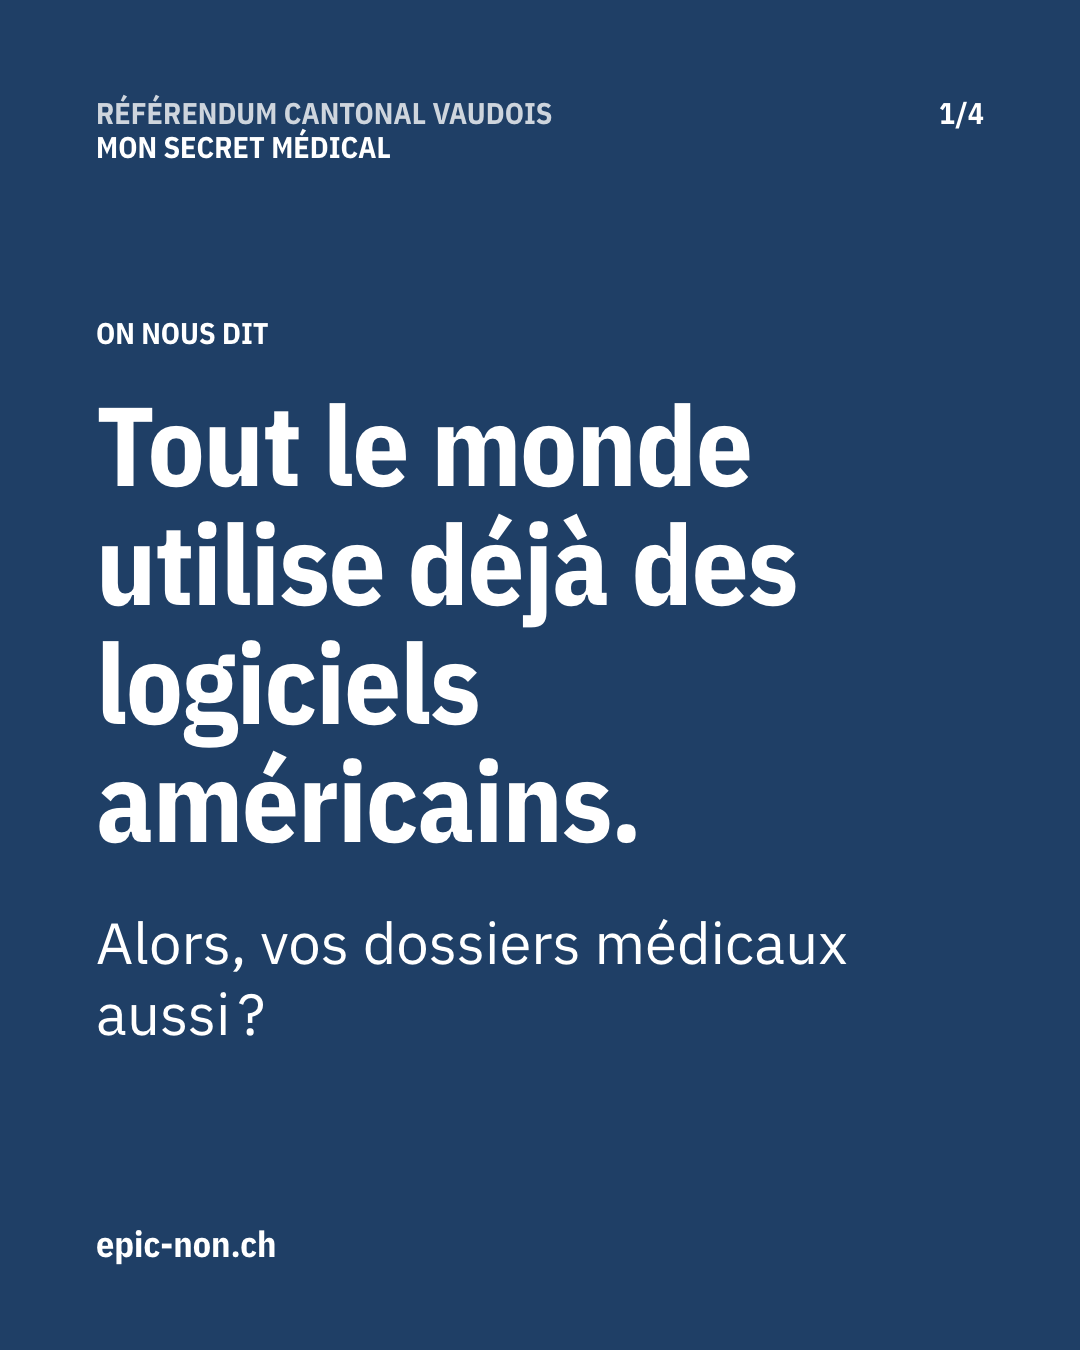 RÉFÉRENDUM CANTONAL VAUDOIS
MON SECRET MÉDICAL
1/4
ON NOUS DIT
Tout le monde
utilise déjà des
logiciels
américains.
Alors, vos dossiers médicaux
aussi ?
epic-non.ch